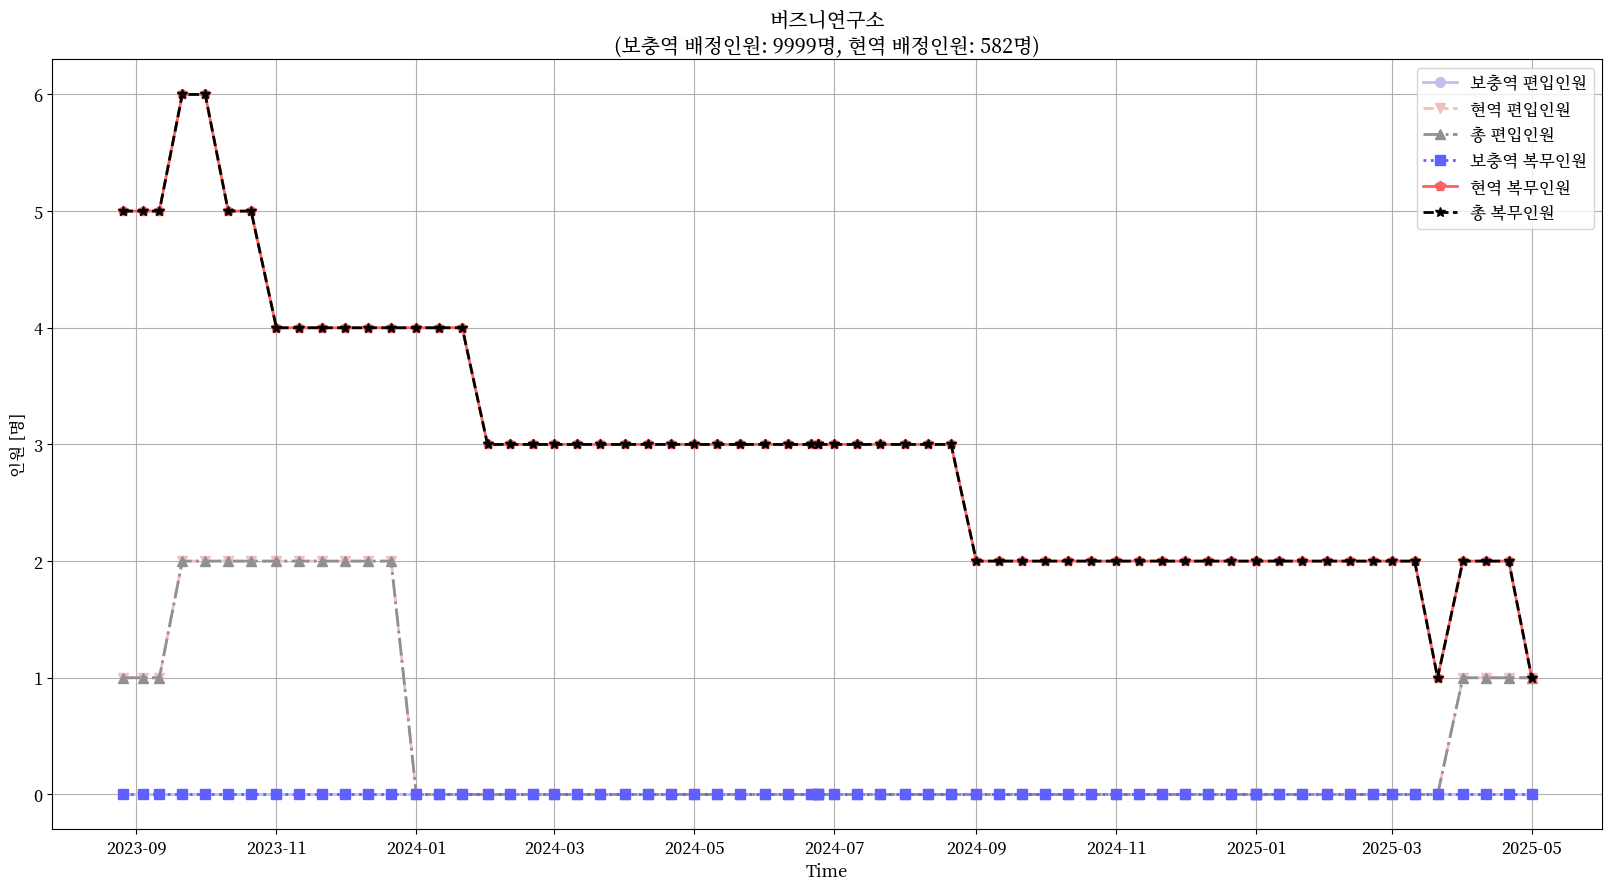 버즈니연구소
(보충역 배정인원: 9999명, 현역 배정인원: 582명)
보충역 편입인원
현역 편입인원
총 편입인원
보충역 복무인원
현역 복무인원
총 복무인원
인원 [명]
6
5
4
3
2
1
0
2023-09
2023-11
2024-01
2024-03
2024-05
2024-07
2024-09
2024-11
2025-01
2025-03
2025-05
Time